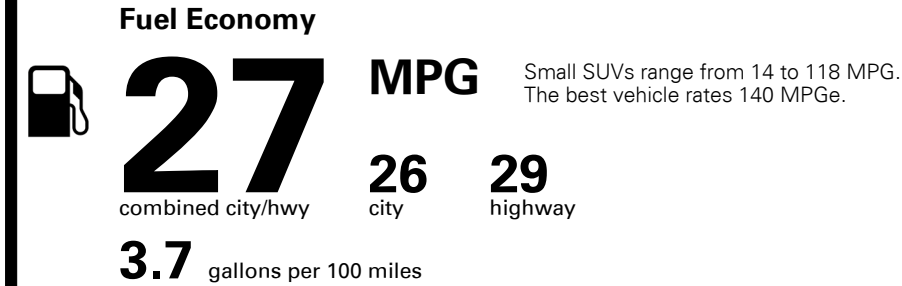 Fuel Economy
27 MPG
Small SUVs range from 14 to 118 MPG.
The best vehicle rates 140 MPGe.
combined city/hwy
26
city
29
highway
3.7 gallons per 100 miles